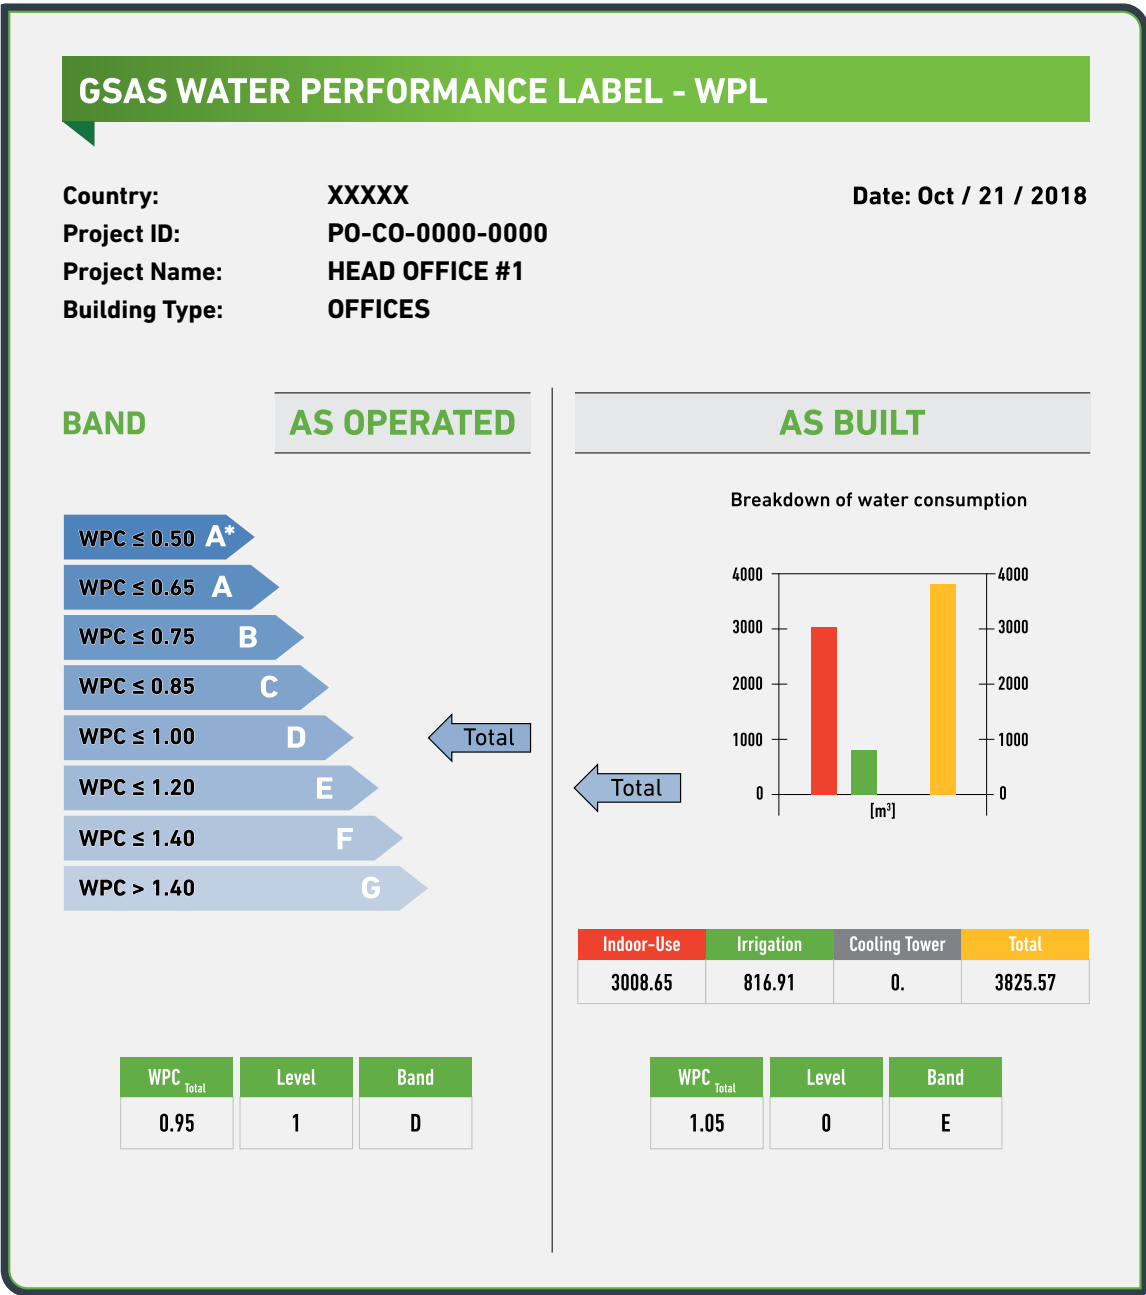 GSAS WATER PERFORMANCE LABEL - WPL
Country: XXXXX Date: Oct / 21 / 2018
Project ID: PO-CO-0000-0000
Project Name: HEAD OFFICE #1
Building Type: OFFICES
BAND AS OPERATED
WPC ≤ 0.50 A*
WPC ≤ 0.65 A
WPC ≤ 0.75 B
WPC ≤ 0.85 C
WPC ≤ 1.00 D
WPC ≤ 1.20 E
WPC ≤ 1.40 F
WPC > 1.40 G
Total
WPC Total Level Band
0.95 1 D
AS BUILT
Breakdown of water consumption
4000 4000
3000 3000
2000 2000
1000 1000
0 0
[m³]
Total
Indoor-Use Irrigation Cooling Tower Total
3008.65 816.91 0. 3825.57
WPC Total Level Band
1.05 0 E